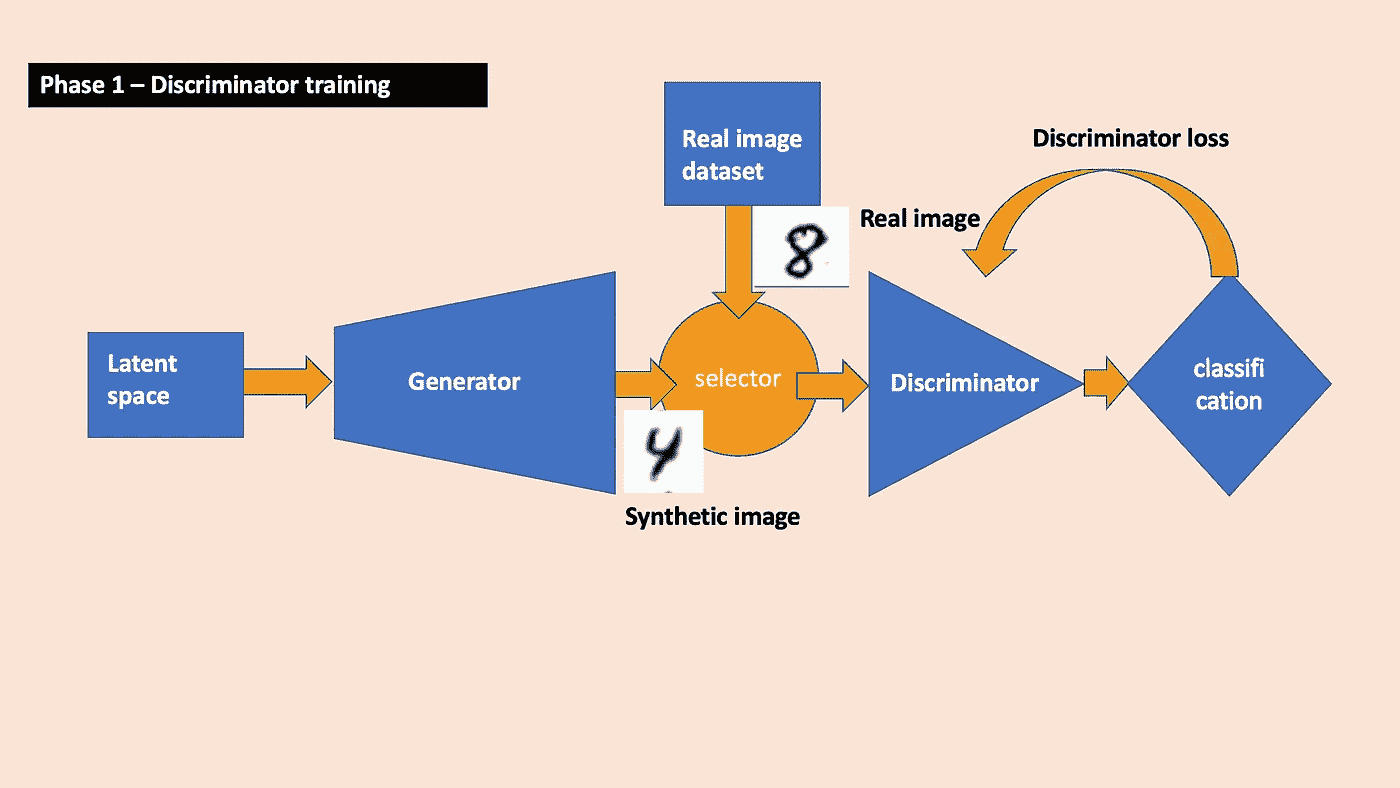 Phase 1 – Discriminator training
Real image
dataset
Discriminator loss
8
Real image
Latent
space
Generator
selector
Discriminator
classifi
cation
4
Synthetic image